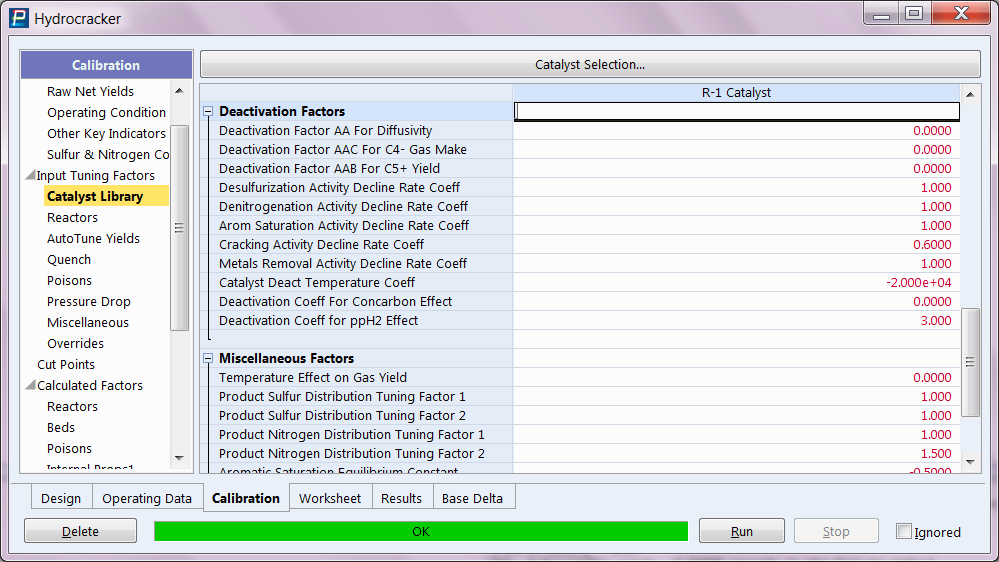 Hydrocracker
Calibration
Catalyst Selection...
Raw Net Yields
Operating Condition
Other Key Indicators
Sulfur & Nitrogen Co
Input Tuning Factors
Catalyst Library
Reactors
AutoTune Yields
Quench
Poisons
Pressure Drop
Miscellaneous
Overrides
Cut Points
Calculated Factors
Reactors
Beds
Poisons
Internal Props1
R-1 Catalyst
Deactivation Factors
Deactivation Factor AA For Diffusivity 0.0000
Deactivation Factor AAC For C4- Gas Make 0.0000
Deactivation Factor AAB For C5+ Yield 0.0000
Desulfurization Activity Decline Rate Coeff 1.000
Denitrogenation Activity Decline Rate Coeff 1.000
Arom Saturation Activity Decline Rate Coeff 1.000
Cracking Activity Decline Rate Coeff 0.6000
Metals Removal Activity Decline Rate Coeff 1.000
Catalyst Deact Temperature Coeff -2.000e+04
Deactivation Coeff For Concarbon Effect 0.0000
Deactivation Coeff for ppH2 Effect 3.000
Miscellaneous Factors
Temperature Effect on Gas Yield 0.0000
Product Sulfur Distribution Tuning Factor 1 1.000
Product Sulfur Distribution Tuning Factor 2 1.000
Product Nitrogen Distribution Tuning Factor 1 1.000
Product Nitrogen Distribution Tuning Factor 2 1.500
Aromatic Saturation Equilibrium Constant -0.5000
Design Operating Data Calibration Worksheet Results Base Delta
Delete OK Run Stop Ignored